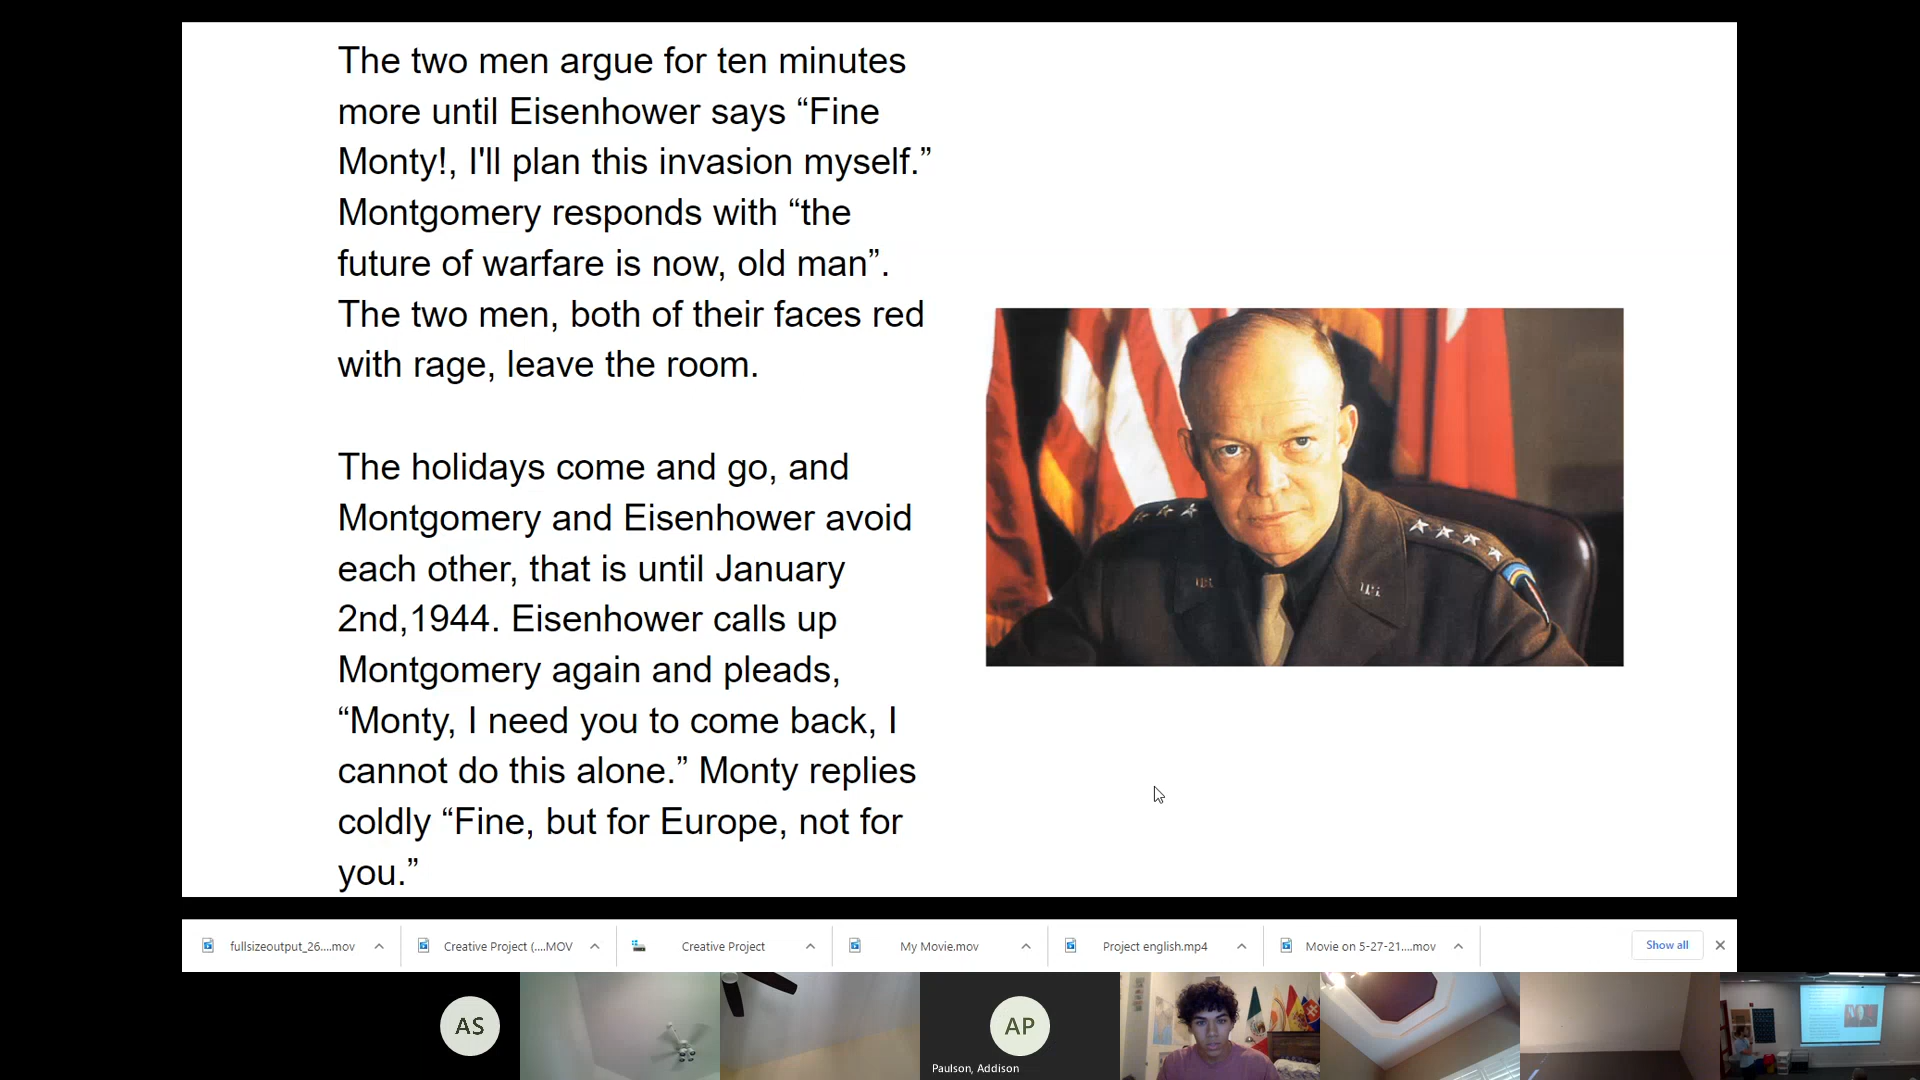 The two men argue for ten minutes
more until Eisenhower says “Fine
Monty!, I'll plan this invasion myself.”
Montgomery responds with “the
future of warfare is now, old man”.
The two men, both of their faces red
with rage, leave the room.
The holidays come and go, and
Montgomery and Eisenhower avoid
each other, that is until January
2nd,1944. Eisenhower calls up
Montgomery again and pleads,
“Monty, I need you to come back, I
cannot do this alone.” Monty replies
coldly “Fine, but for Europe, not for
you.”
fullsizeoutput_26....mov
Creative Project (....MOV
Creative Project
My Movie.mov
Project english.mp4
Movie on 5-27-21....mov
Show all
AS
AP
Paulson, Addison